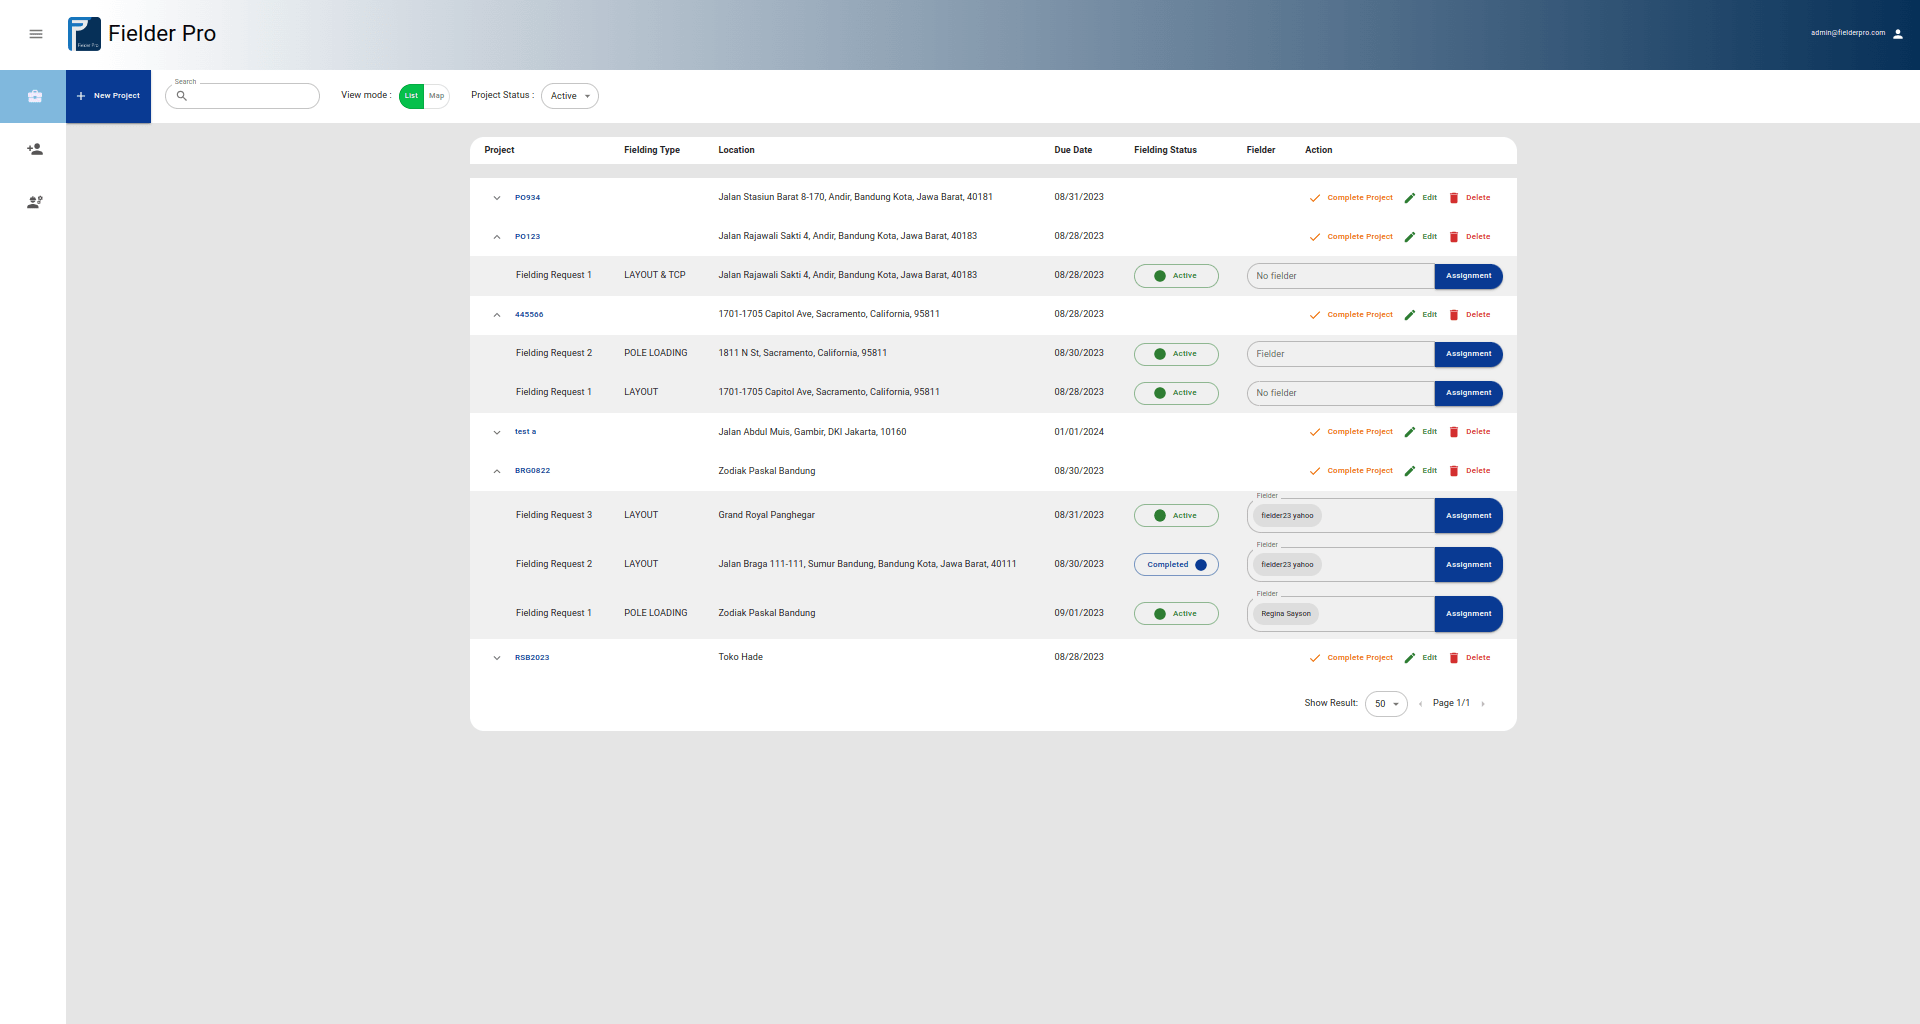 Fielder Pro
Fielder Pro
admin@fielderpro.com
New Project
Search
View mode : List Map
Project Status : Active
Project Fielding Type Location Due Date Fielding Status Fielder Action
PO934 Jalan Stasiun Barat 8-170, Andir, Bandung Kota, Jawa Barat, 40181 08/31/2023 Complete Project Edit Delete
PO123 Jalan Rajawali Sakti 4, Andir, Bandung Kota, Jawa Barat, 40183 08/28/2023 Complete Project Edit Delete
Fielding Request 1 LAYOUT & TCP Jalan Rajawali Sakti 4, Andir, Bandung Kota, Jawa Barat, 40183 08/28/2023 Active No fielder Assignment
445566 1701-1705 Capitol Ave, Sacramento, California, 95811 08/28/2023 Complete Project Edit Delete
Fielding Request 2 POLE LOADING 1811 N St, Sacramento, California, 95811 08/30/2023 Active Fielder Assignment
Fielding Request 1 LAYOUT 1701-1705 Capitol Ave, Sacramento, California, 95811 08/28/2023 Active No fielder Assignment
test a Jalan Abdul Muis, Gambir, DKI Jakarta, 10160 01/01/2024 Complete Project Edit Delete
BRG0822 Zodiak Paskal Bandung 08/30/2023 Complete Project Edit Delete
Fielder
Fielding Request 3 LAYOUT Grand Royal Panghegar 08/31/2023 Active fielder23 yahoo Assignment
Fielder
Fielding Request 2 LAYOUT Jalan Braga 111-111, Sumur Bandung, Bandung Kota, Jawa Barat, 40111 08/30/2023 Completed fielder23 yahoo Assignment
Fielder
Fielding Request 1 POLE LOADING Zodiak Paskal Bandung 09/01/2023 Active Regina Sayson Assignment
RSB2023 Toko Hade 08/28/2023 Complete Project Edit Delete
Show Result: 50 Page 1/1